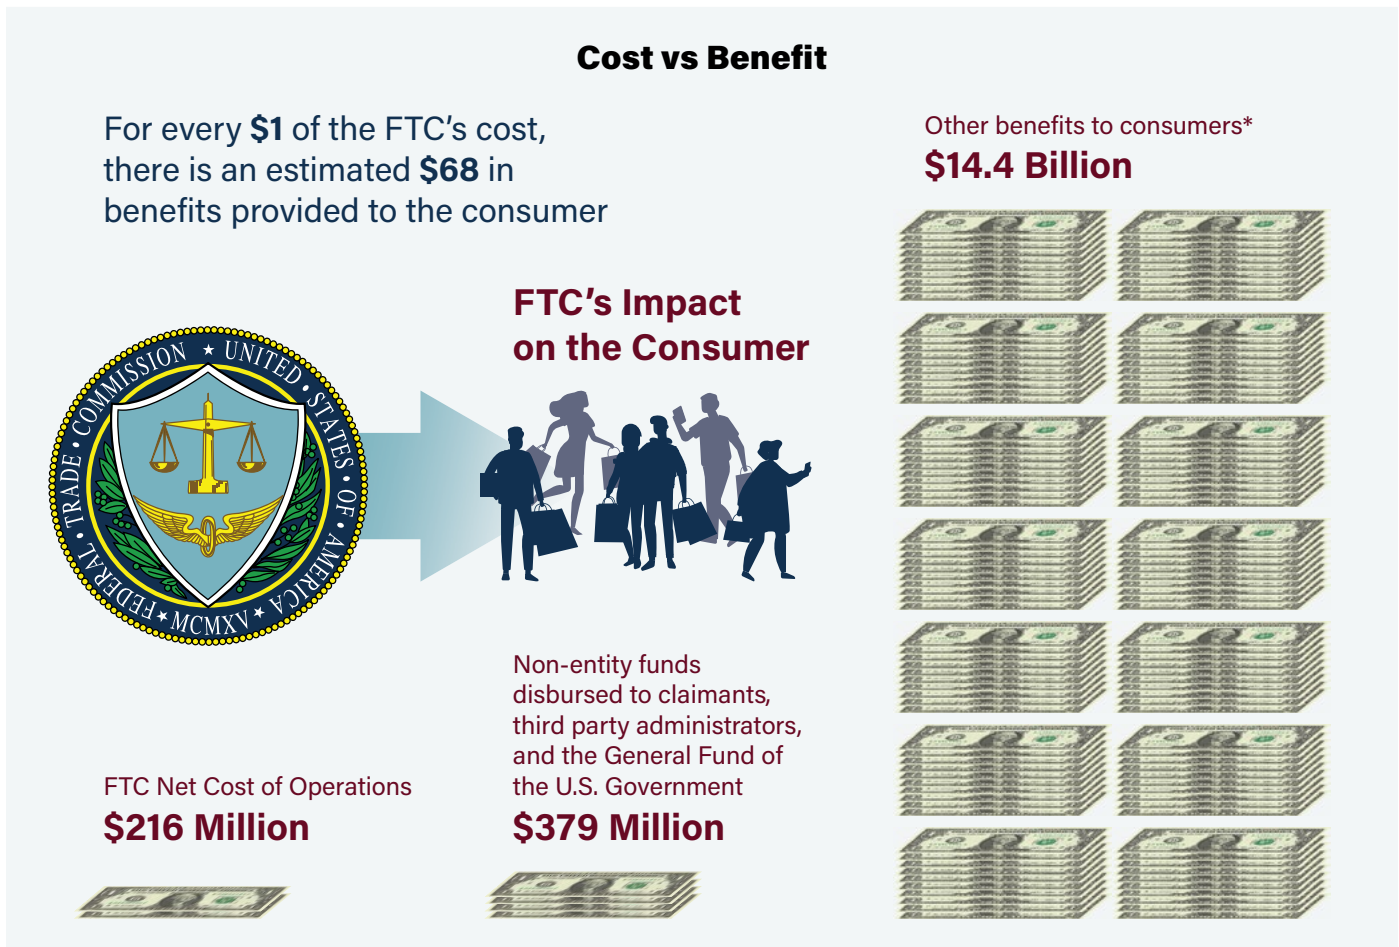 Cost vs Benefit
For every $1 of the FTC's cost,
there is an estimated $68 in
benefits provided to the consumer
Other benefits to consumers*
$14.4 Billion
FTC's Impact
on the Consumer
FEDERAL • TRADE • COMMISSION ★ UNITED • STATES • OF • AMERICA ★ MCMXV ★
Non-entity funds
disbursed to claimants,
third party administrators,
and the General Fund of
the U.S. Government
$379 Million
FTC Net Cost of Operations
$216 Million